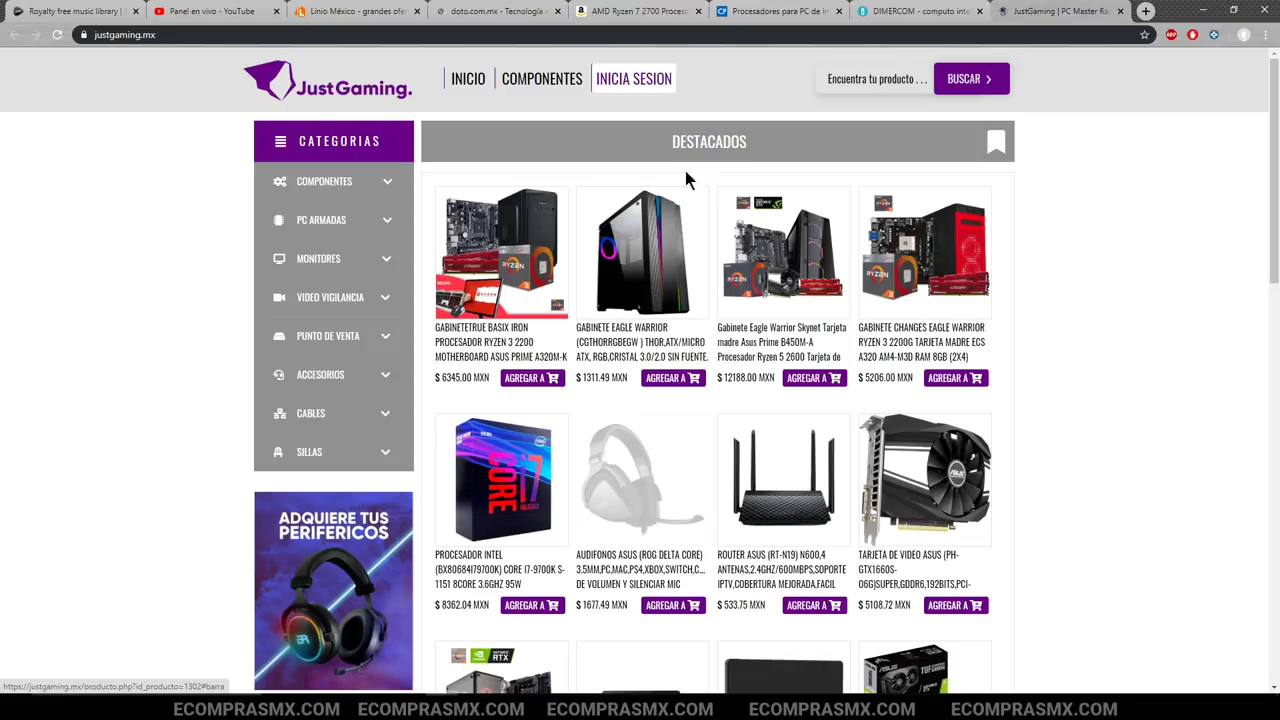 Royalty free music library |
Panel en vivo - YouTube
Linio México - grandes ofer
doto.com.mx - Tecnología
AMD Ryzen 7 2700 Proces
Procesadores para PC de
DIMERCOM - computo inte
JustGaming | PC Master Ra
justgaming.mx
JustGaming.
INICIO
COMPONENTES
INICIA SESION
Encuentra tu producto . . .
BUSCAR
CATEGORIAS
COMPONENTES
PC ARMADAS
MONITORES
VIDEO VIGILANCIA
PUNTO DE VENTA
ACCESORIOS
CABLES
SILLAS
ADQUIERE TUS
PERIFERICOS
DESTACADOS
GABINETETRUE BASIX IRON
PROCESADOR RYZEN 3 2200
MOTHERBOARD ASUS PRIME A320M-K
$ 6345.00 MXN
AGREGAR A
GABINETE EAGLE WARRIOR
(CGTHORRGBEGW ) THOR,ATX/MICRO
ATX, RGB,CRISTAL 3.0/2.0 SIN FUENTE.
$ 1311.49 MXN
AGREGAR A
Gabinete Eagle Warrior Skynet Tarjeta
madre Asus Prime B450M-A
Procesador Ryzen 5 2600 Tarjeta de
$ 12188.00 MXN
AGREGAR A
GABINETE CHANGES EAGLE WARRIOR
RYZEN 3 2200G TARJETA MADRE ECS
A320 AM4-M3D RAM 8GB (2X4)
$ 5206.00 MXN
AGREGAR A
RYZEN
RYZEN
RYZEN
intel
CORE i7
PROCESADOR INTEL
(BX80684I79700K) CORE I7-9700K S-
1151 8CORE 3.6GHZ 95W
$ 8362.04 MXN
AGREGAR A
AUDIFONOS ASUS (ROG DELTA CORE)
3.5MM,PC,MAC,PS4,XBOX,SWITCH,C...
DE VOLUMEN Y SILENCIAR MIC
$ 1677.49 MXN
AGREGAR A
ROUTER ASUS (RT-N19) N600,4
ANTENAS,2.4GHZ/600MBPS,SOPORTE
IPTV,COBERTURA MEJORADA,FACIL
$ 533.75 MXN
AGREGAR A
ASUS
TARJETA DE VIDEO ASUS (PH-
GTX1660S-
O6G)SUPER,GDDR6,192BITS,PCI-
$ 5108.72 MXN
AGREGAR A
RTX
https://justgaming.mx/producto.php?id_producto=1302#barra
ECOMPRASMX.COM ECOMPRASMX.COM ECOMPRASMX.COM ECOMPRASMX.COM ECOMPRASMX.COM